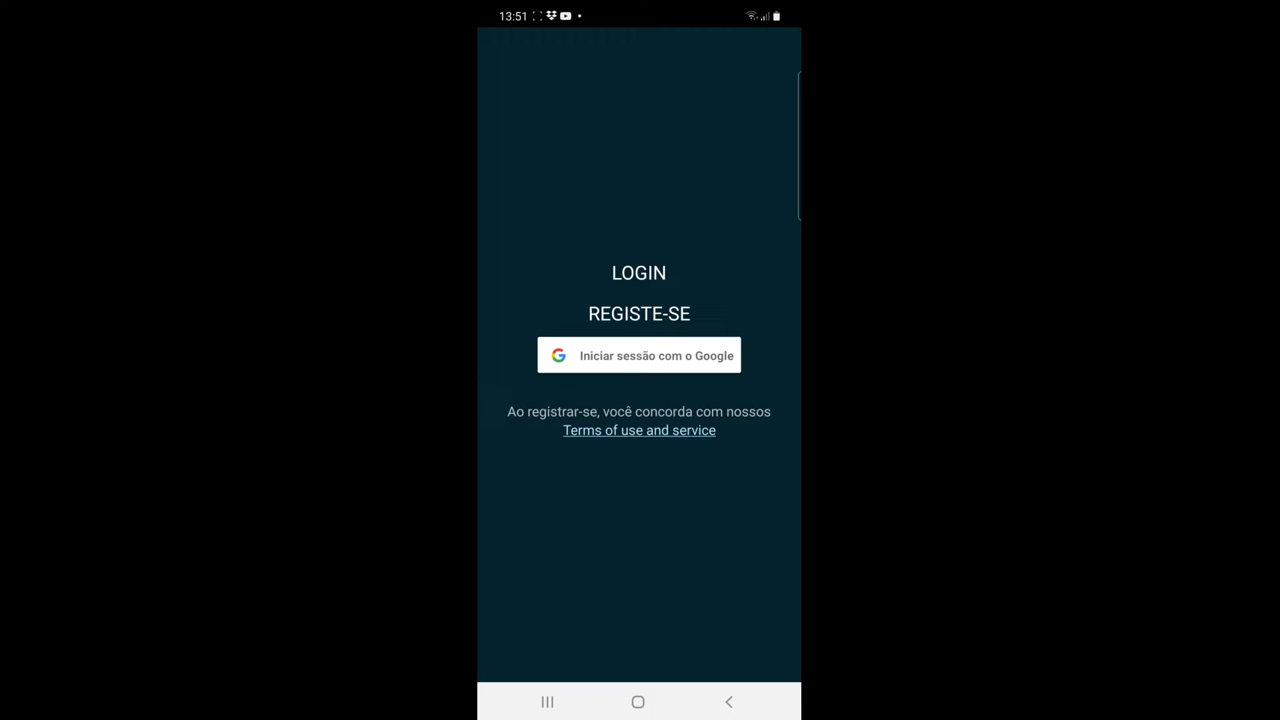 13:51
LOGIN
REGISTE-SE
Iniciar sessão com o Google
Ao registrar-se, você concorda com nossos
Terms of use and service